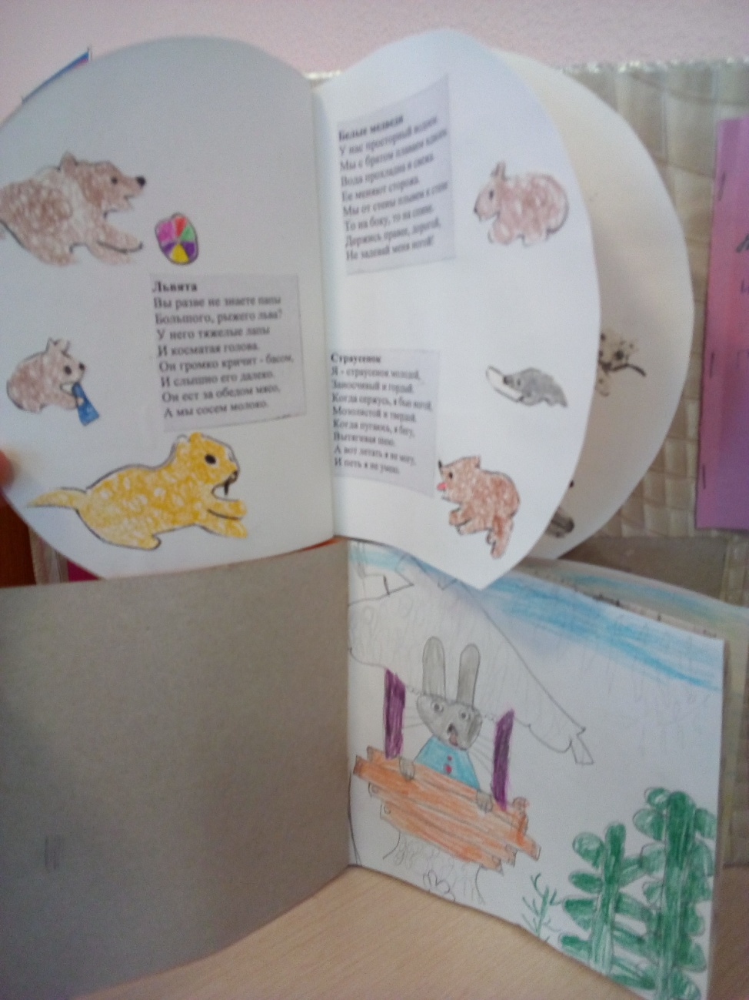 Львята
Вы разве не знаете папы
Большого, рыжего льва?
У него тяжелые лапы
И косматая голова.
Он громко кричит - басом,
И слышно его далеко.
Он ест за обедом мясо,
А мы сосем молоко.
Белые медведи
У нас просторный водоем.
Мы с братом плаваем вдвоем.
Вода прохладна и свежа.
Ее меняют сторожа.
Мы от стены плывем к стене
То на боку, то на спине.
Держись правее, дорогой,
Не задевай меня ногой!
Страусенок
Я - страусенок молодой,
Заносчивый и гордый.
Когда сержусь, я бью ногой
Мозолистой и твердой.
Когда пугаюсь, я бегу,
Вытягивая шею.
А вот летать я не могу,
И петь я не умею.